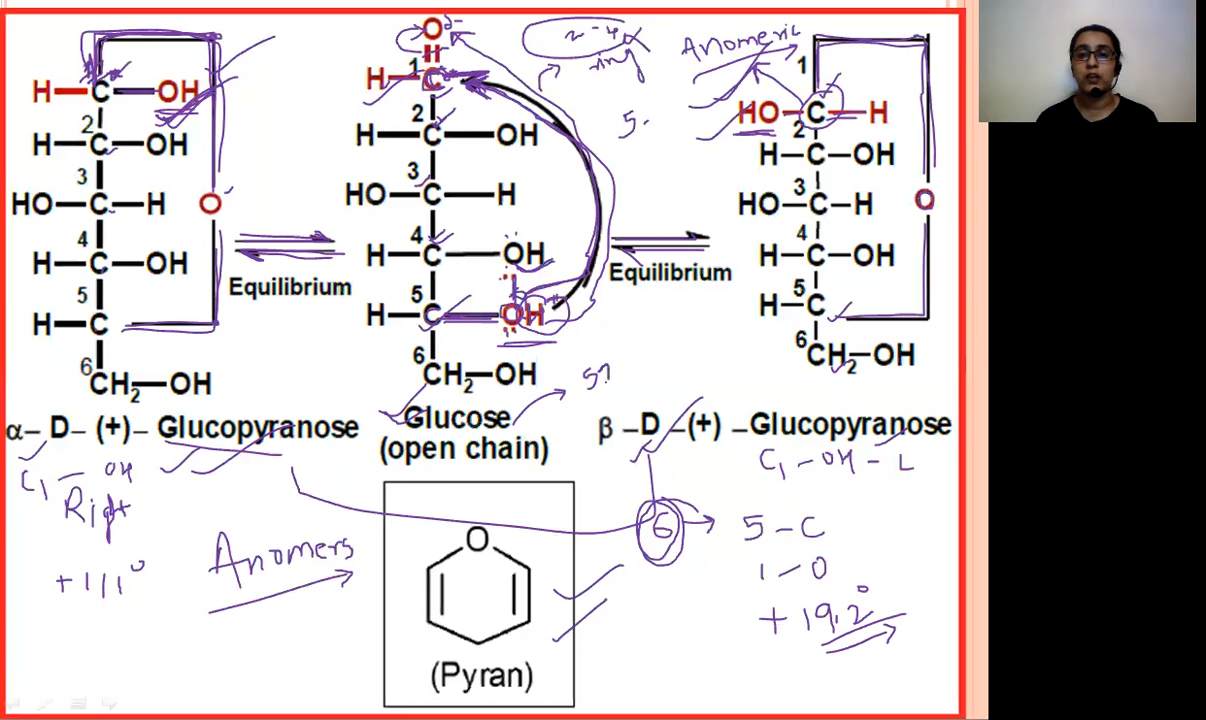 O δ-
H
1
H C
2
H C OH
3
HO C H
4
H C OH
5
H C OH
6
CH2 OH
Glucose
(open chain)
H C OH
2
H C OH
3
HO C H
O
4
H C OH
5
H C
6
CH2 OH
α– D– (+)– Glucopyranose
Equilibrium
Equilibrium
ring
5-
Anomeric
1
HO C H
2
H C OH
3
HO C H
O
4
H C OH
5
H C
6
CH2 OH
β –D –(+) –Glucopyranose
C1 – OH
Right
+111°
Anomers
O
(Pyran)
6
C1 – OH – L
5 – C
1 – O
+ 19.2°